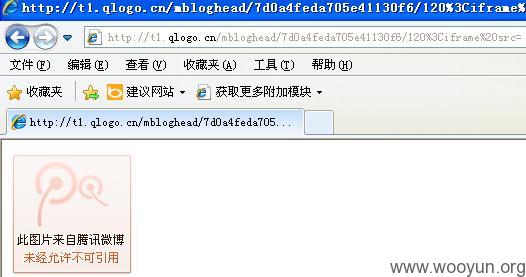 http://t1.qlogo.cn/mbloghead/7d0a4feda705e41130f6/120%3Ciframe%
http://t1.qlogo.cn/mbloghead/7d0a4feda705e41130f6/120%3Ciframe%20src=
文件(F) 编辑(E) 查看(V) 收藏夹(A) 工具(T) 帮助(H)
收藏夹 建议网站 获取更多附加模块
http://t1.qlogo.cn/mbloghead/7d0a4feda705...
此图片来自腾讯微博
未经允许不可引用
www.wooyun.org